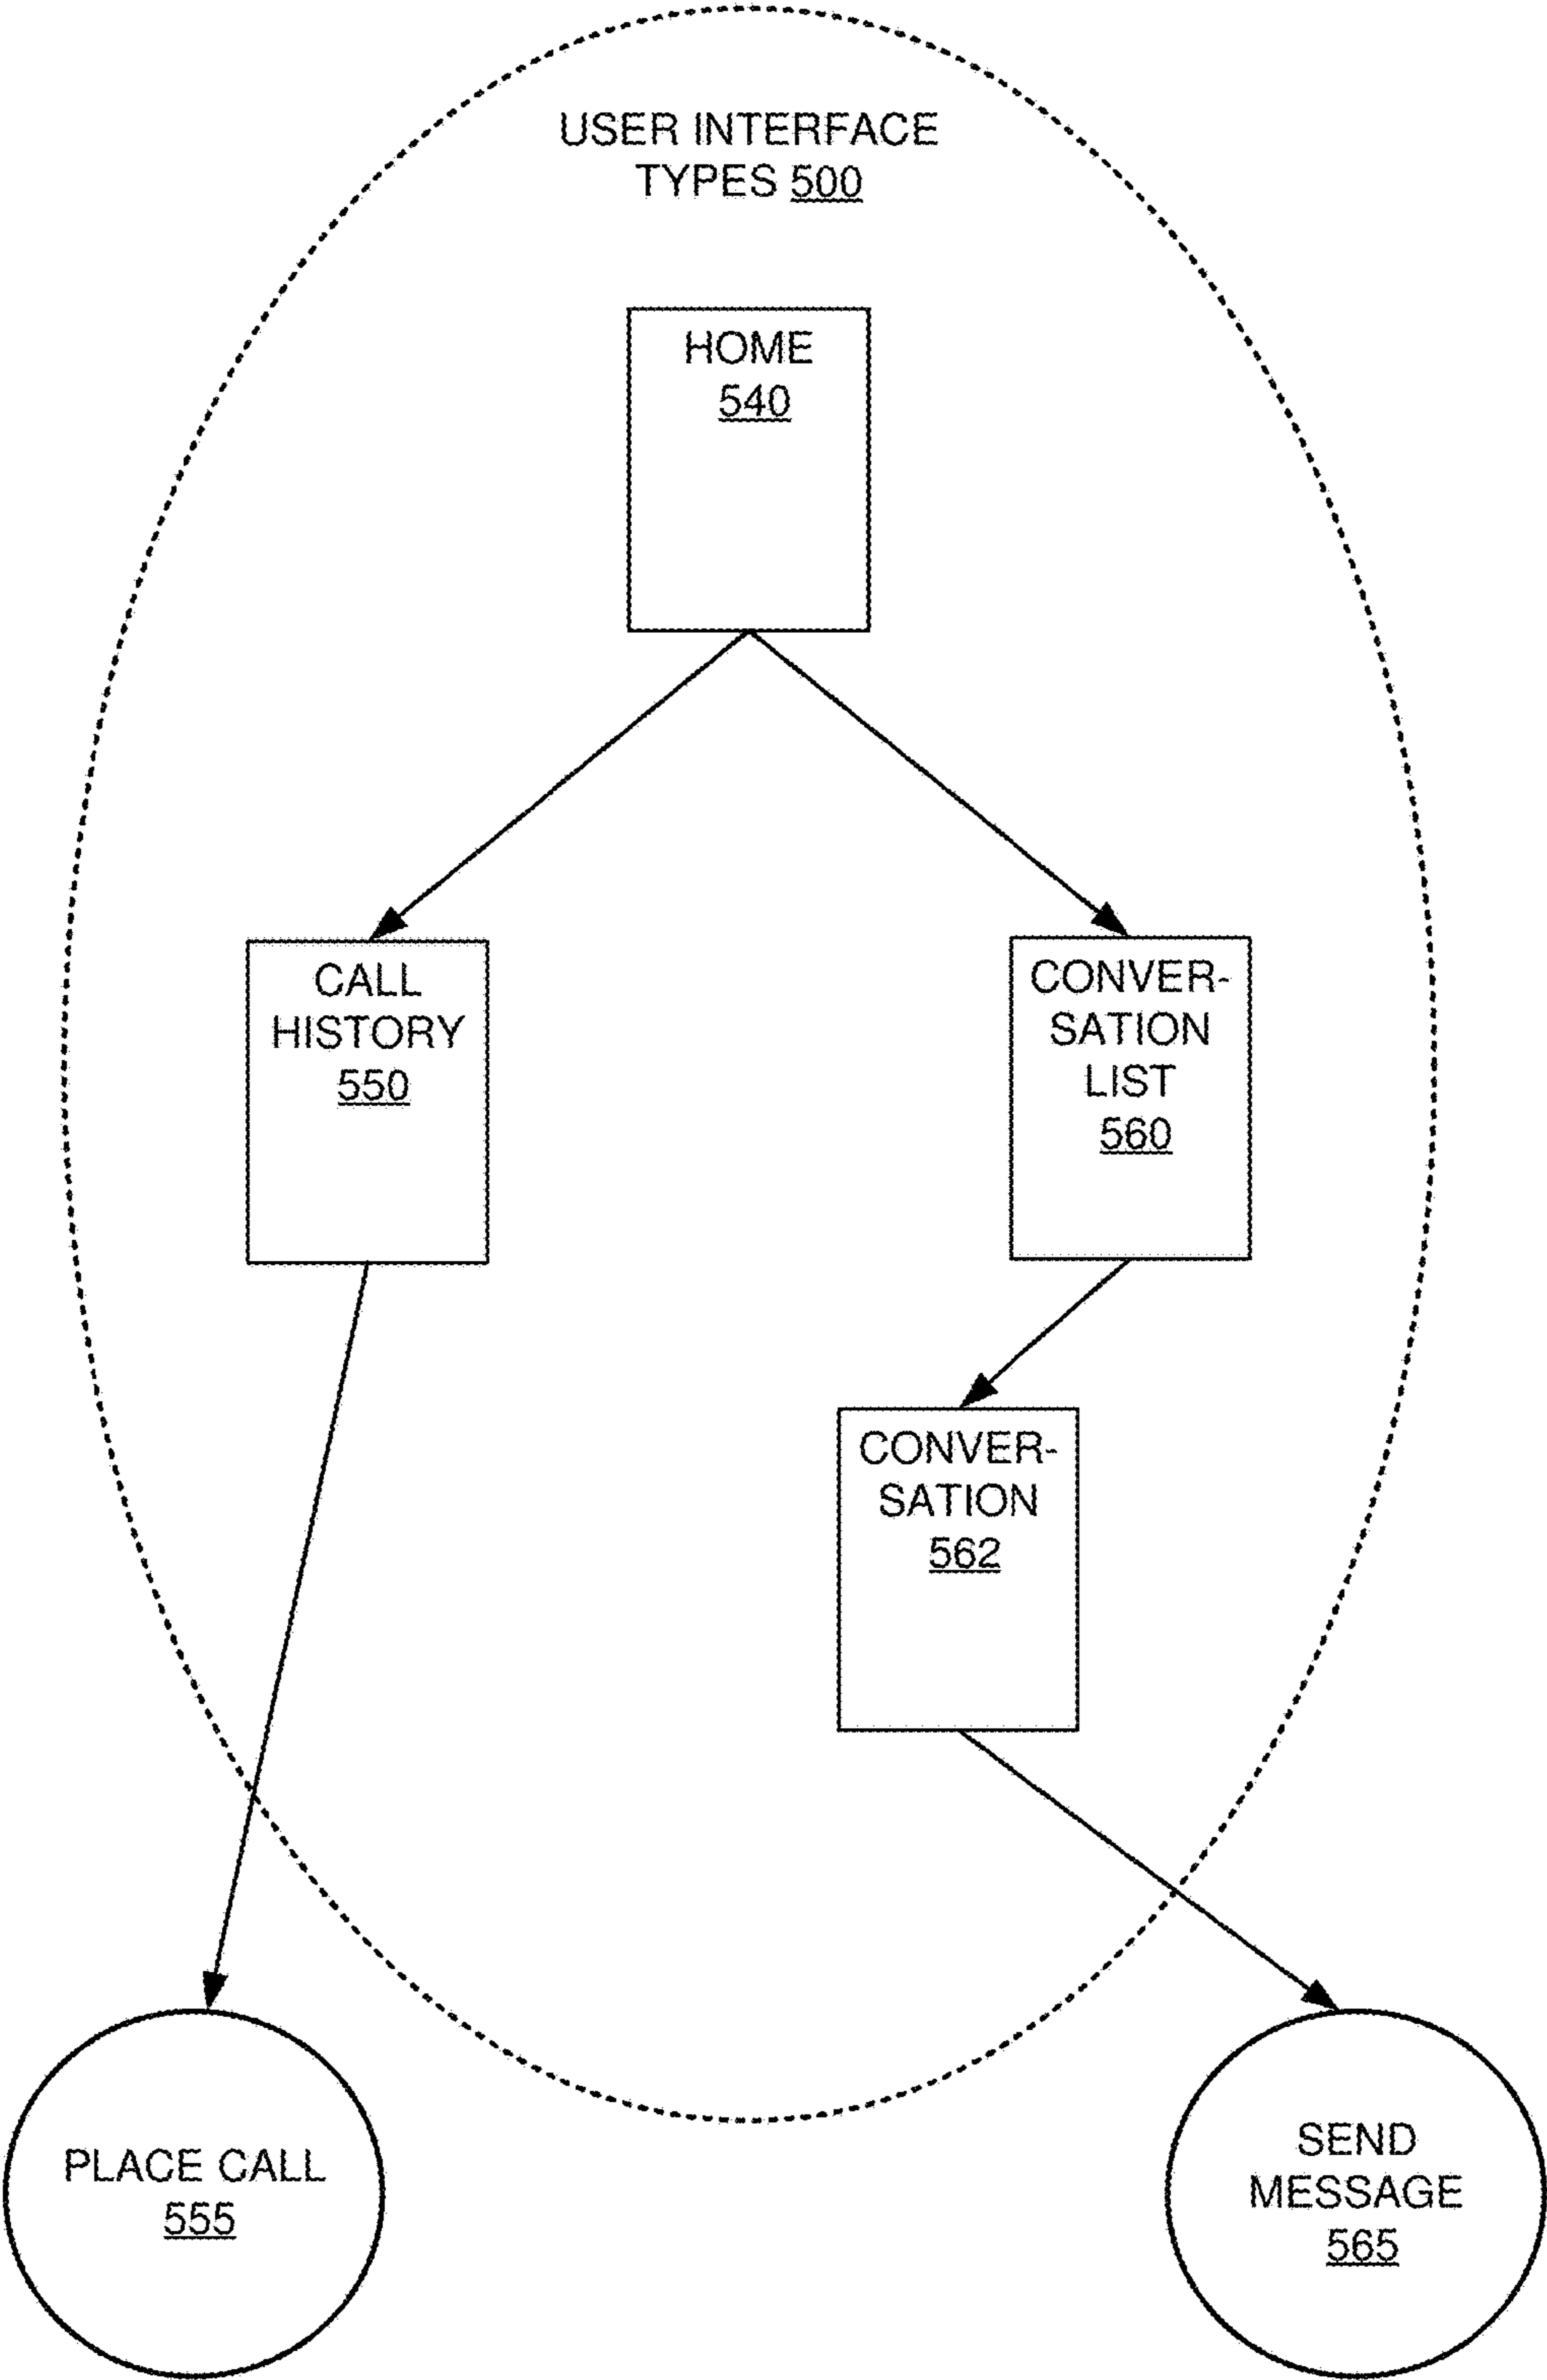 USER INTERFACE
TYPES 500
HOME
540
CALL
HISTORY
550
CONVER-
SATION
LIST
560
CONVER-
SATION
562
PLACE CALL
555
SEND
MESSAGE
565